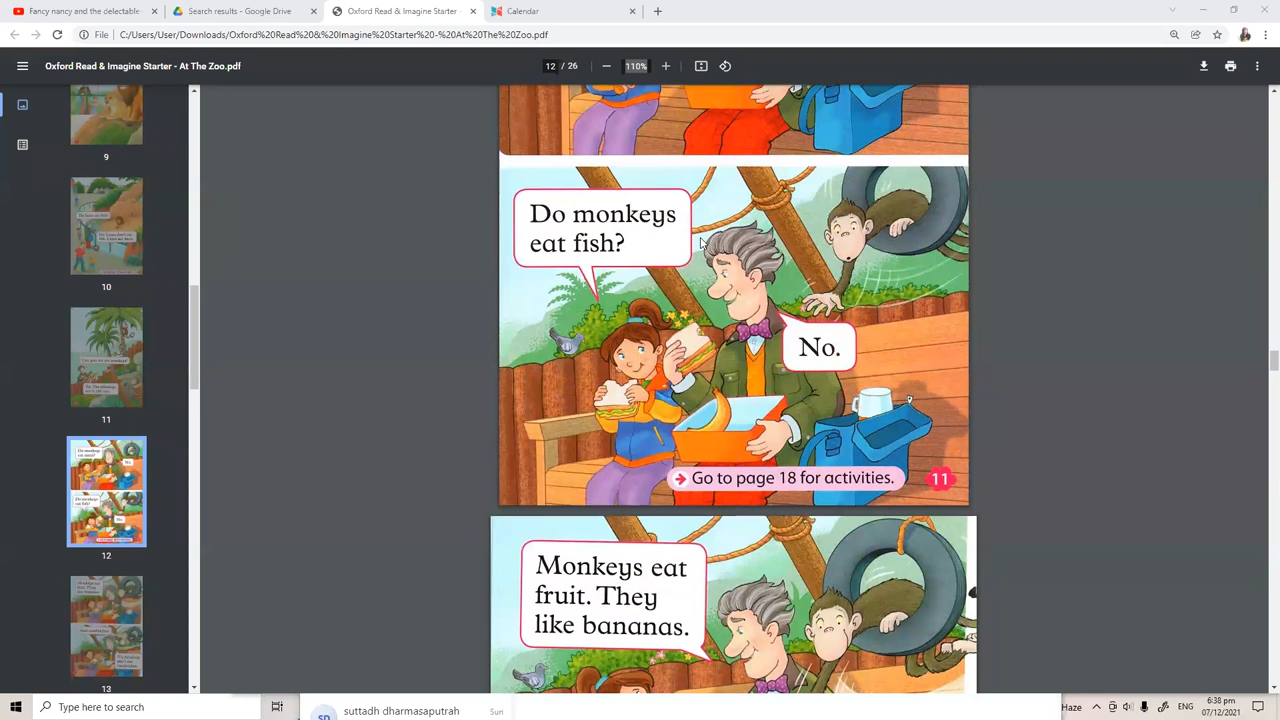 Fancy nancy and the delectable
Search results - Google Drive
Oxford Read & Imagine Starter -
Calendar
File
C:/Users/User/Downloads/Oxford%20Read%20&%20Imagine%20Starter%20-%20At%20The%20Zoo.pdf
Oxford Read & Imagine Starter - At The Zoo.pdf
12 / 26
110%
9
10
11
12
13
Do monkeys
eat fish?
No.
Go to page 18 for activities.
11
Monkeys eat
fruit. They
like bananas.
Type here to search
SD
suttadh dharmasaputrah
Sun
Haze
ENG
6:38 pm
07/12/2021